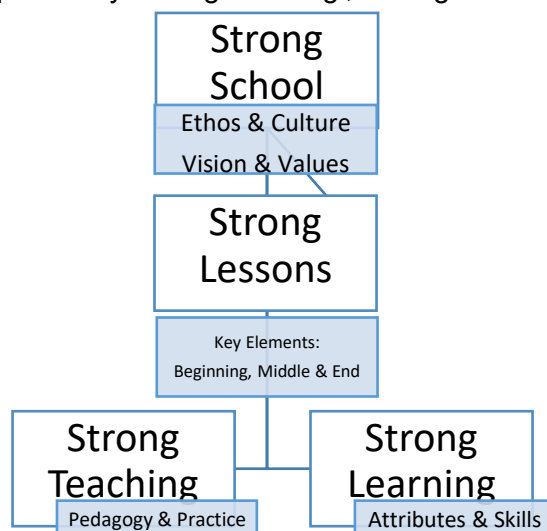 Strong
School
Ethos & Culture
Vision & Values
Strong
Lessons
Key Elements:
Beginning, Middle & End
Strong
Teaching
Pedagogy & Practice
Strong
Learning
Attributes & Skills